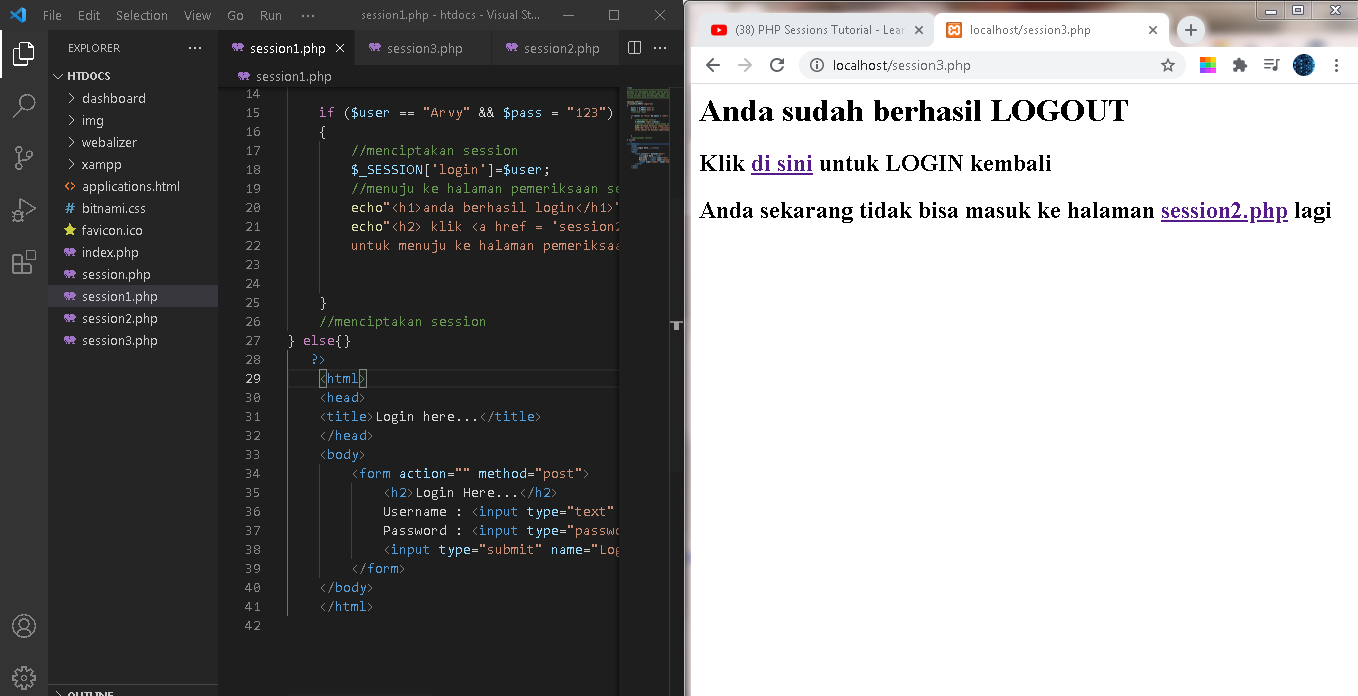 File Edit Selection View Go Run ··· session1.php - htdocs - Visual St...
EXPLORER ···
HTDOCS
dashboard
img
webalizer
xampp
applications.html
bitnami.css
favicon.ico
index.php
session.php
session1.php
session2.php
session3.php
OUTLINE
session1.php session3.php session2.php ···
session1.php
14
15 if ($user == "Arvy" && $pass = "123")
16 {
17 //menciptakan session
18 $_SESSION['login']=$user;
19 //menuju ke halaman pemeriksaan se
20 echo"<h1>anda berhasil login</h1>"
21 echo"<h2> klik <a href = 'session2
22 untuk menuju ke halaman pemeriksaa
23
24
25 }
26 //menciptakan session
27 } else{}
28 ?>
29 <html>
30 <head>
31 <title>Login here...</title>
32 </head>
33 <body>
34 <form action="" method="post">
35 <h2>Login Here...</h2>
36 Username : <input type="text"
37 Password : <input type="passwo
38 <input type="submit" name="Log
39 </form>
40 </body>
41 </html>
42
(38) PHP Sessions Tutorial - Lear localhost/session3.php
localhost/session3.php
Anda sudah berhasil LOGOUT
Klik di sini untuk LOGIN kembali
Anda sekarang tidak bisa masuk ke halaman session2.php lagi